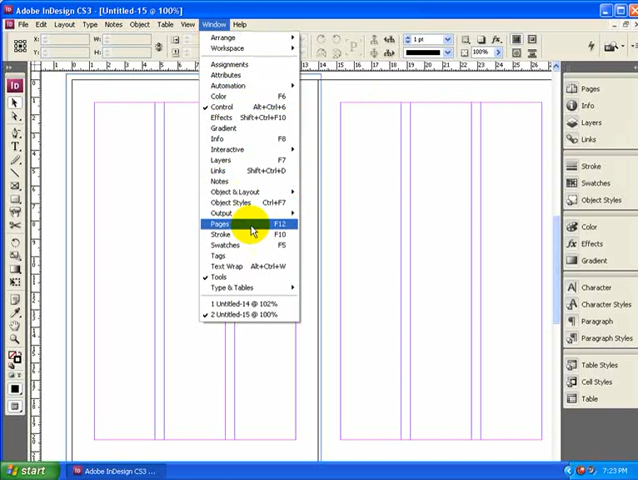 Adobe InDesign CS3 - [Untitled-15 @ 100%]
File Edit Layout Type Notes Object Table View Window Help
X:
Y:
W:
H:
1 pt
100%
Arrange
Workspace
Assignments
Attributes
Automation
Color F6
Control Alt+Ctrl+6
Effects Shift+Ctrl+F10
Gradient
Info F8
Interactive
Layers F7
Links Shift+Ctrl+D
Notes
Object & Layout
Object Styles Ctrl+F7
Output
Pages F12
Stroke F10
Swatches F5
Tags
Text Wrap Alt+Ctrl+W
Tools
Type & Tables
1 Untitled-14 @ 102%
2 Untitled-15 @ 100%
Pages
Info
Layers
Links
Stroke
Swatches
Object Styles
Color
Effects
Gradient
Character
Character Styles
Paragraph
Paragraph Styles
Table Styles
Cell Styles
Table
start
Adobe InDesign CS3 ...
7:23 PM